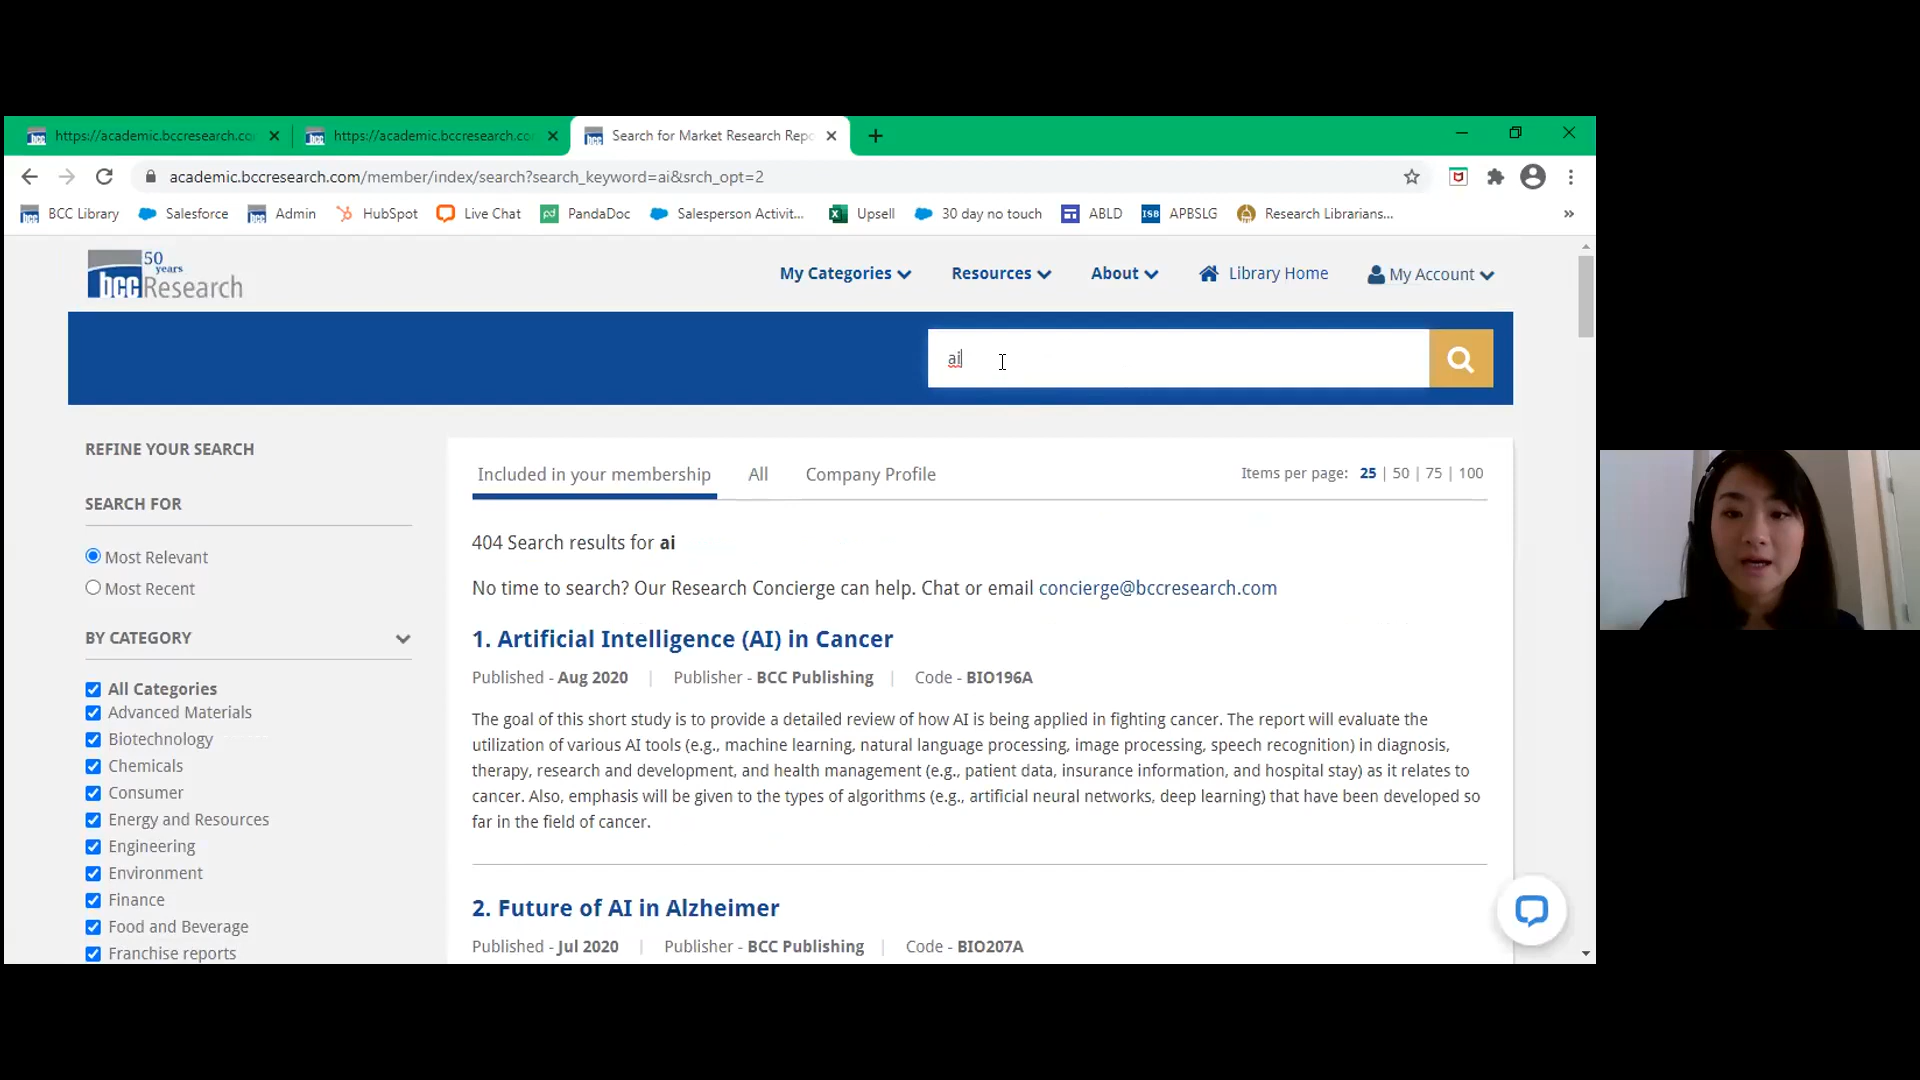 https://academic.bccresearch.co
https://academic.bccresearch.co
Search for Market Research Repo
academic.bccresearch.com/member/index/search?search_keyword=ai&srch_opt=2
BCC Library
Salesforce
Admin
HubSpot
Live Chat
pd PandaDoc
Salesperson Activit...
Upsell
30 day no touch
ABLD
ISB APBSLG
Research Librarians...
»
50 years
bcc Research
My Categories
Resources
About
Library Home
My Account
ai
REFINE YOUR SEARCH
SEARCH FOR
Most Relevant
Most Recent
BY CATEGORY
All Categories
Advanced Materials
Biotechnology
Chemicals
Consumer
Energy and Resources
Engineering
Environment
Finance
Food and Beverage
Franchise reports
Included in your membership
All
Company Profile
Items per page: 25 | 50 | 75 | 100
404 Search results for ai
No time to search? Our Research Concierge can help. Chat or email concierge@bccresearch.com
1. Artificial Intelligence (AI) in Cancer
Published - Aug 2020 | Publisher - BCC Publishing | Code - BIO196A
The goal of this short study is to provide a detailed review of how AI is being applied in fighting cancer. The report will evaluate the
utilization of various AI tools (e.g., machine learning, natural language processing, image processing, speech recognition) in diagnosis,
therapy, research and development, and health management (e.g., patient data, insurance information, and hospital stay) as it relates to
cancer. Also, emphasis will be given to the types of algorithms (e.g., artificial neural networks, deep learning) that have been developed so
far in the field of cancer.
2. Future of AI in Alzheimer
Published - Jul 2020 | Publisher - BCC Publishing | Code - BIO207A